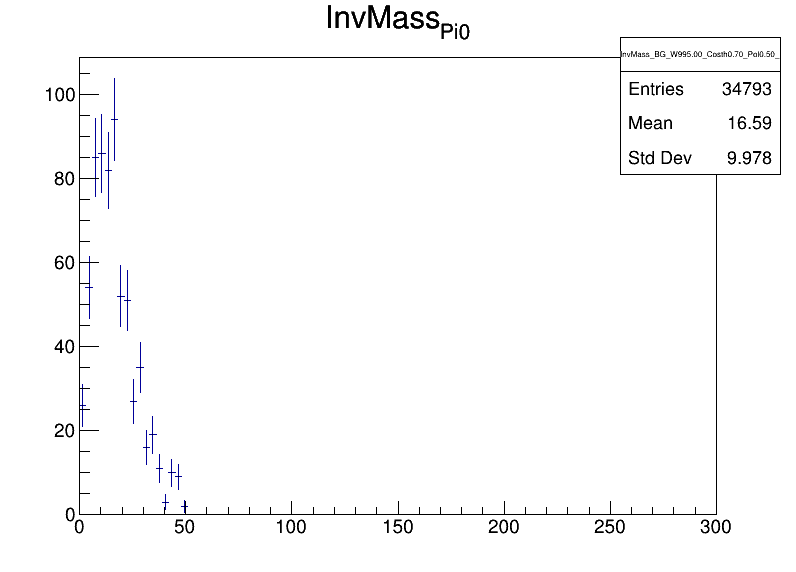 InvMass_Pi0
InvMass_BG_W995.00_Costh0.70_Pol0.50_
Entries 34793
Mean 16.59
Std Dev 9.978
100
80
60
40
20
0
0 50 100 150 200 250 300